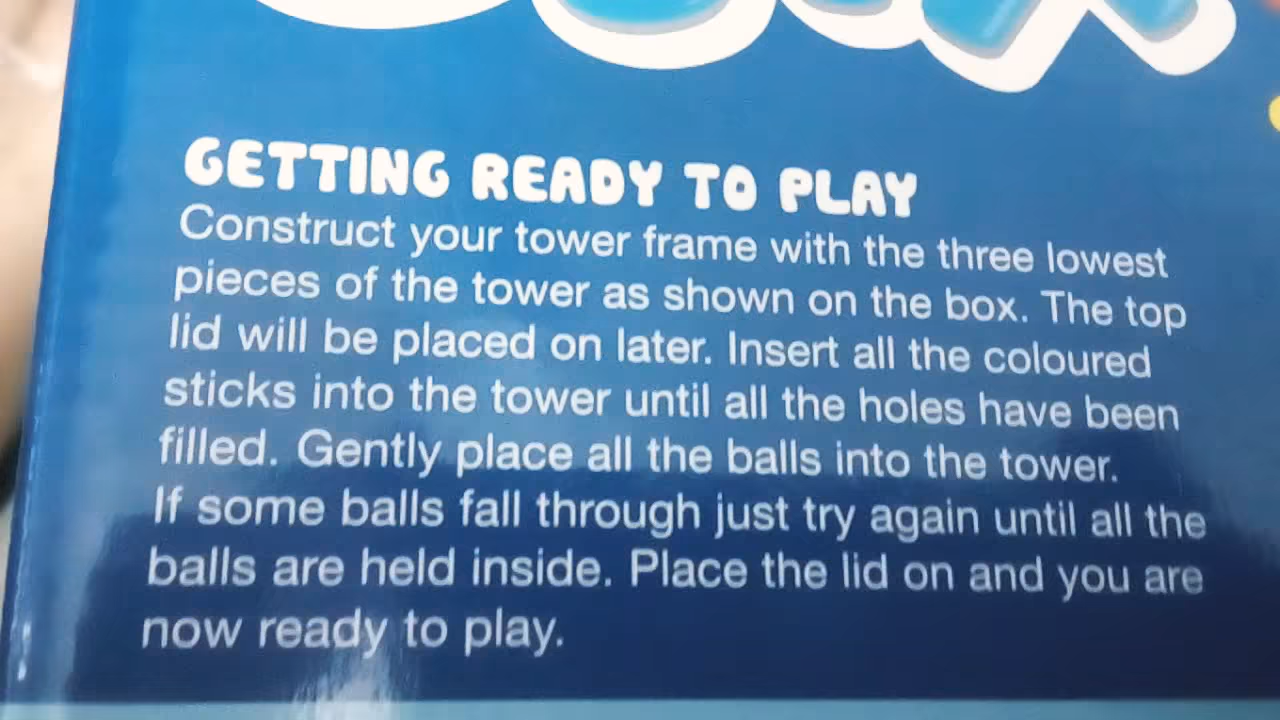 GETTING READY TO PLAY
Construct your tower frame with the three lowest
pieces of the tower as shown on the box. The top
lid will be placed on later. Insert all the coloured
sticks into the tower until all the holes have been
filled. Gently place all the balls into the tower.
If some balls fall through just try again until all the
balls are held inside. Place the lid on and you are
now ready to play.